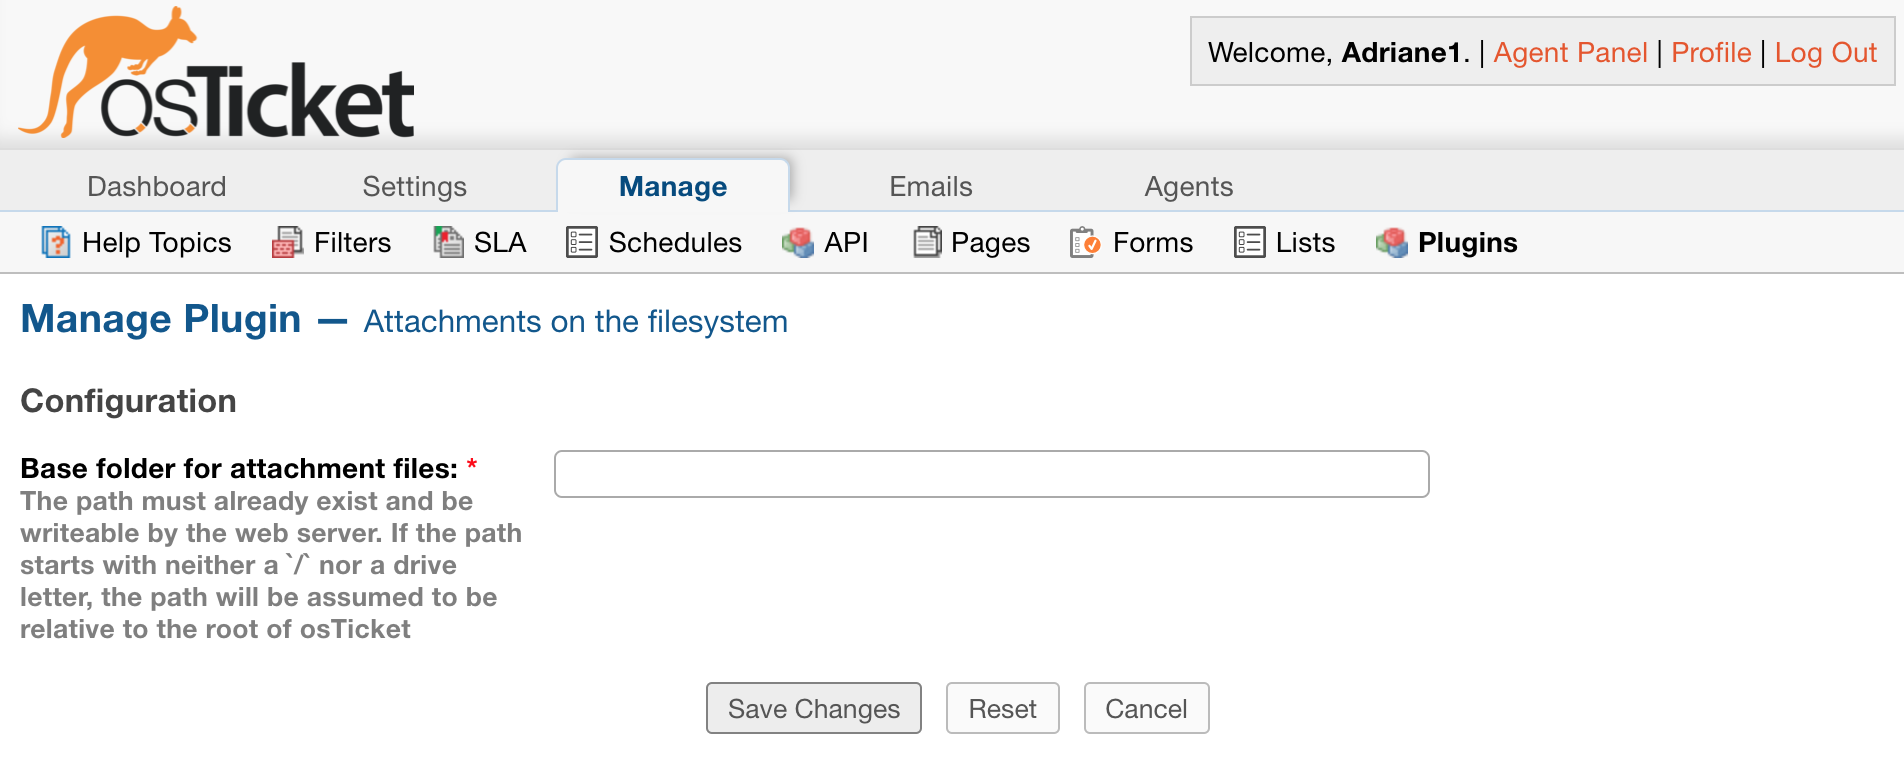 osTicket
Welcome, Adriane1. | Agent Panel | Profile | Log Out
Dashboard Settings Manage Emails Agents
Help Topics Filters SLA Schedules API Pages Forms Lists Plugins
Manage Plugin — Attachments on the filesystem
Configuration
Base folder for attachment files: *
The path must already exist and be
writeable by the web server. If the path
starts with neither a `/` nor a drive
letter, the path will be assumed to be
relative to the root of osTicket
Save Changes Reset Cancel